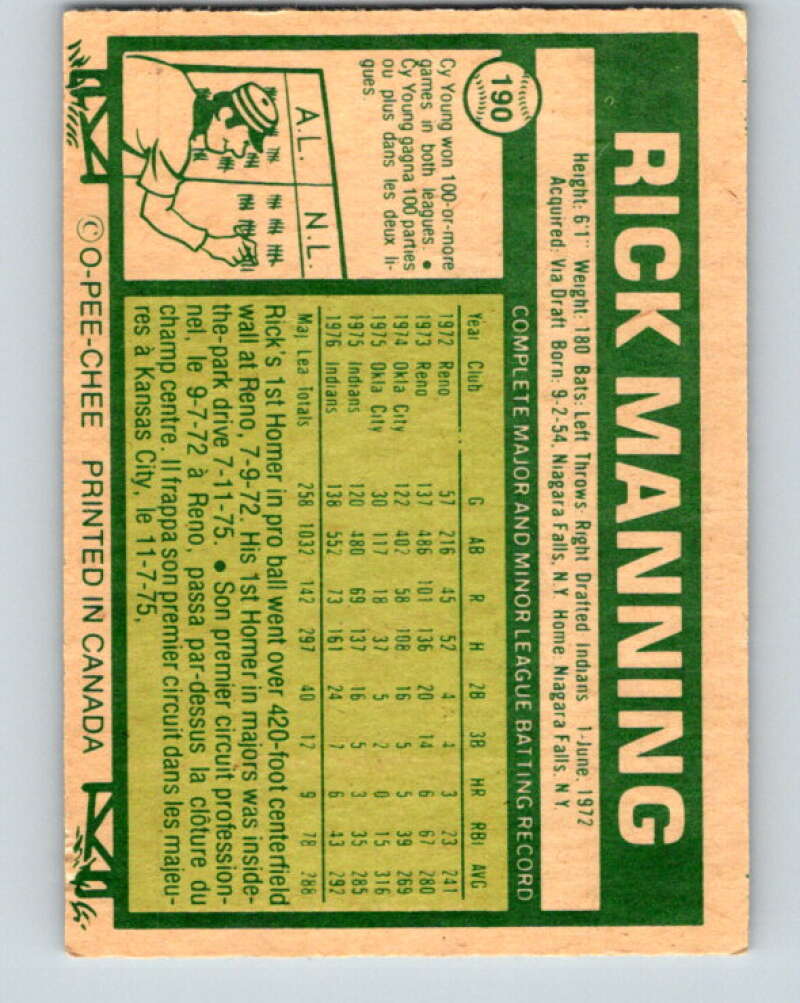 190
RICK MANNING
Height: 6'1" Weight: 180 Bats: Left Throws: Right Drafted Indians 1-June, 1972
Acquired: Via Draft Born: 9-2-54, Niagara Falls, N.Y. Home Niagara Falls, N.Y.
COMPLETE MAJOR AND MINOR LEAGUE BATTING RECORD
Cy Young won 100-or-more
games in both leagues. •
Cy Young gagna 100 parties
ou plus dans les deux li-
gues.
A.L. N.L.
Year Club G AB R H 2B 3B HR RBI AVG
1972 Reno 57 216 45 52 4 4 3 23 241
1973 Reno 137 486 101 136 20 14 6 67 280
1974 Okla City 122 402 58 108 16 5 5 39 269
1975 Okla City 30 117 18 37 5 2 0 15 316
1975 Indians 120 480 69 137 16 5 3 35 285
1976 Indians 138 552 73 161 24 7 6 43 292
Maj Lea Totals 258 1032 142 297 40 12 9 78 288
Rick's 1st Homer in pro ball went over 420-foot centerfield
wall at Reno, 7-9-72. His 1st Homer in majors was inside-
the-park drive 7-11-75. • Son premier circuit profession-
nel, le 9-7-72 à Reno, passa par-dessus la clôture du
champ centre. Il frappa son premier circuit dans les majeu-
res à Kansas City, le 11-7-75,
© O-PEE-CHEE PRINTED IN CANADA